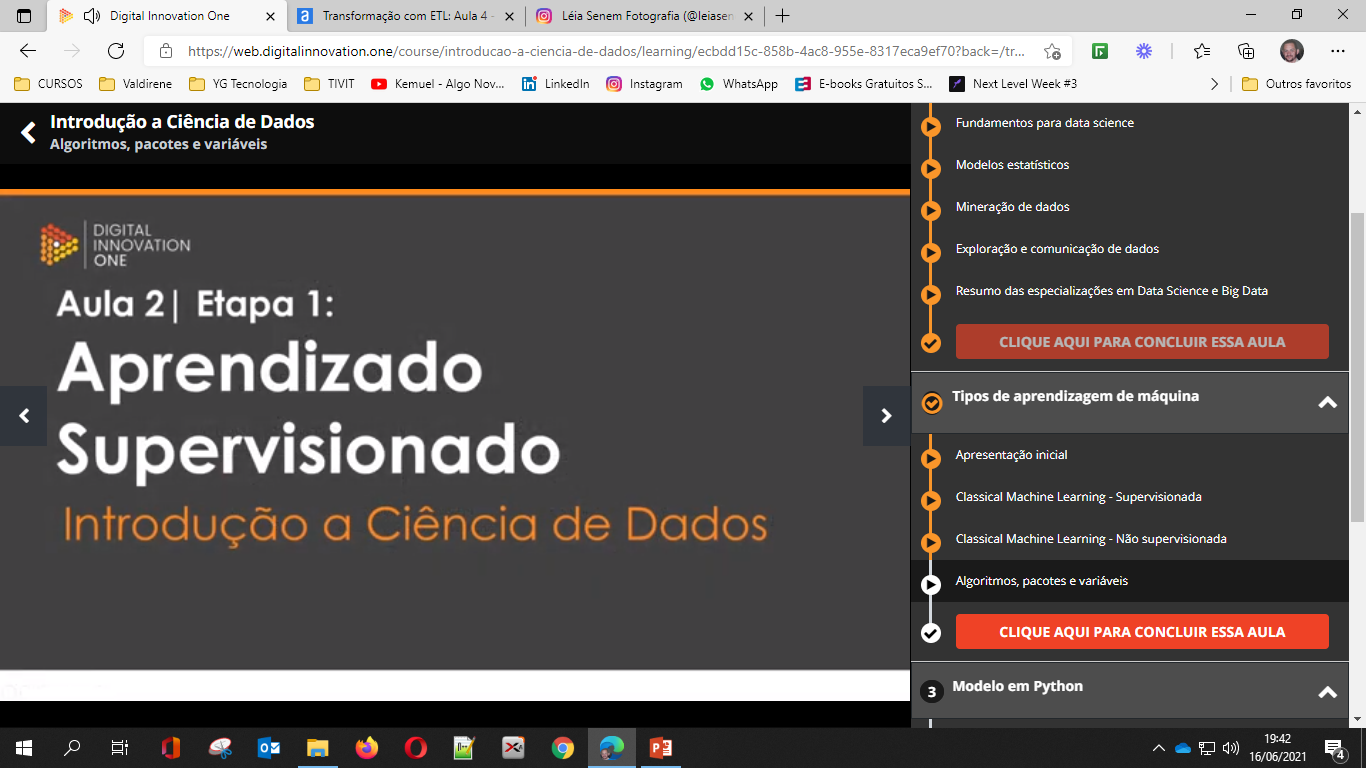 Digital Innovation One
Transformação com ETL: Aula 4 -
Léia Senem Fotografia (@leiasen
https://web.digitalinnovation.one/course/introducao-a-ciencia-de-dados/learning/ecbdd15c-858b-4ac8-955e-8317eca9ef70?back=/tr...
CURSOS
Valdirene
YG Tecnologia
TIVIT
Kemuel - Algo Nov...
LinkedIn
Instagram
WhatsApp
E-books Gratuitos S...
Next Level Week #3
Outros favoritos
Introdução a Ciência de Dados
Algoritmos, pacotes e variáveis
DIGITAL
INNOVATION
ONE
Aula 2| Etapa 1:
Aprendizado
Supervisionado
Introdução a Ciência de Dados
Fundamentos para data science
Modelos estatísticos
Mineração de dados
Exploração e comunicação de dados
Resumo das especializações em Data Science e Big Data
CLIQUE AQUI PARA CONCLUIR ESSA AULA
Tipos de aprendizagem de máquina
Apresentação inicial
Classical Machine Learning - Supervisionada
Classical Machine Learning - Não supervisionada
Algoritmos, pacotes e variáveis
CLIQUE AQUI PARA CONCLUIR ESSA AULA
3 Modelo em Python
19:42
16/06/2021
4